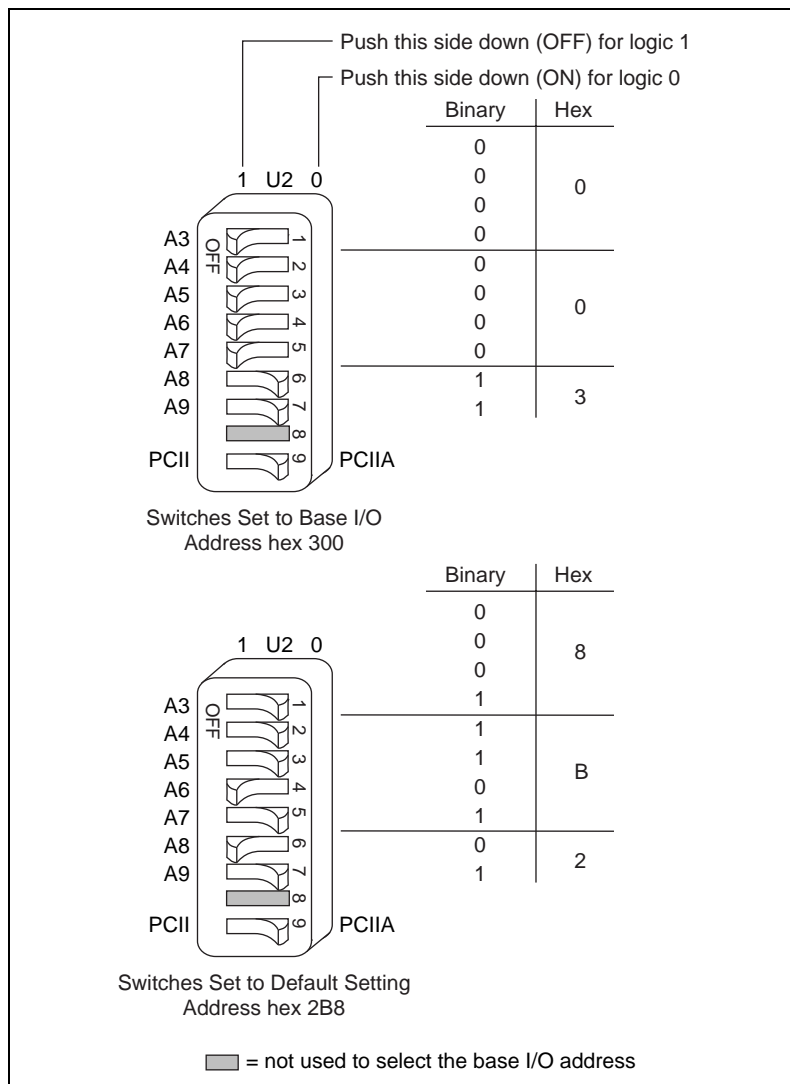 Push this side down (OFF) for logic 1
Push this side down (ON) for logic 0
Binary Hex
0
0
0
0
0
1 U2 0
A3 OFF 1
A4 2
A5 3
A6 4
A7 5
A8 6
A9 7
8
PCII 9 PCIIA
0
0
0
0
0
1
1
3
Switches Set to Base I/O
Address hex 300
Binary Hex
0
0
0
1
8
1 U2 0
A3 OFF 1
A4 2
A5 3
A6 4
A7 5
A8 6
A9 7
8
PCII 9 PCIIA
1
1
0
1
B
0
1
2
Switches Set to Default Setting
Address hex 2B8
= not used to select the base I/O address